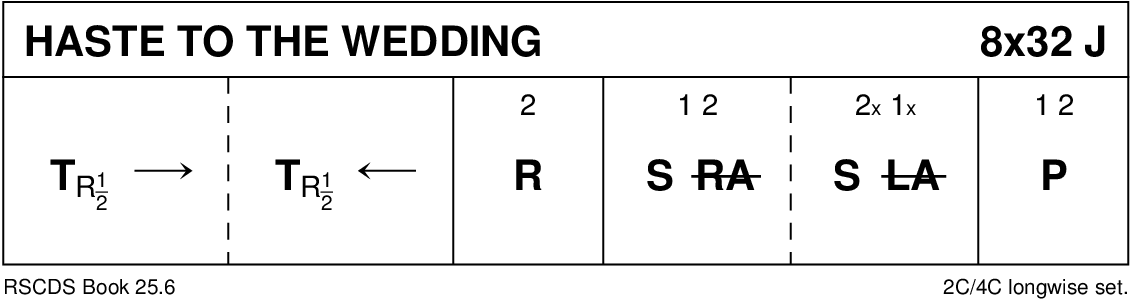 HASTE TO THE WEDDING 8x32 J
2 1 2 2x 1x 1 2
TR½ → TR½ ← R S RA S LA P
RSCDS Book 25.6 2C/4C longwise set.